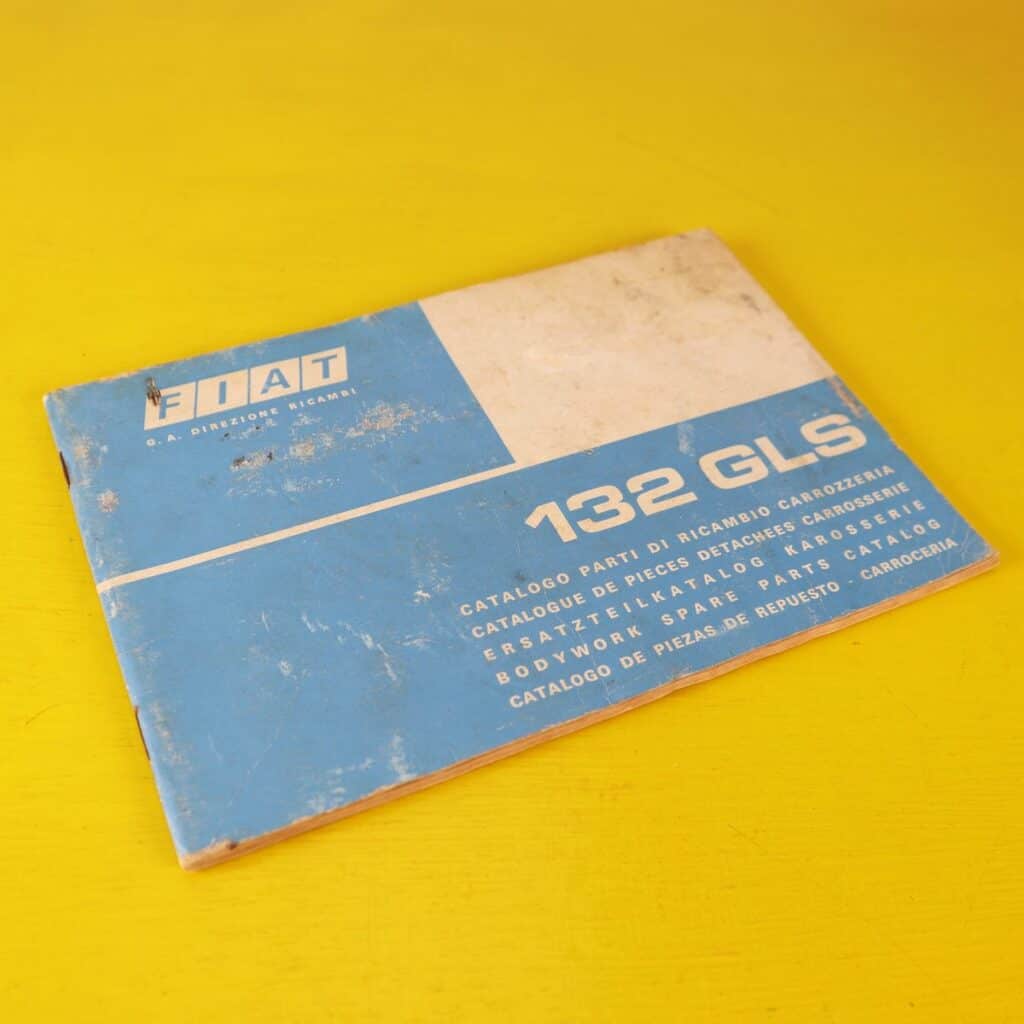 FIAT
G.A. DIREZIONE RICAMBI
132 GLS
CATALOGO PARTI DI RICAMBIO CARROZZERIA
CATALOGUE DE PIECES DETACHEES CARROSSERIE
ERSATZTEILKATALOG KAROSSERIE
BODYWORK SPARE PARTS CATALOG
CATALOGO DE PIEZAS DE REPUESTO - CARROCERIA